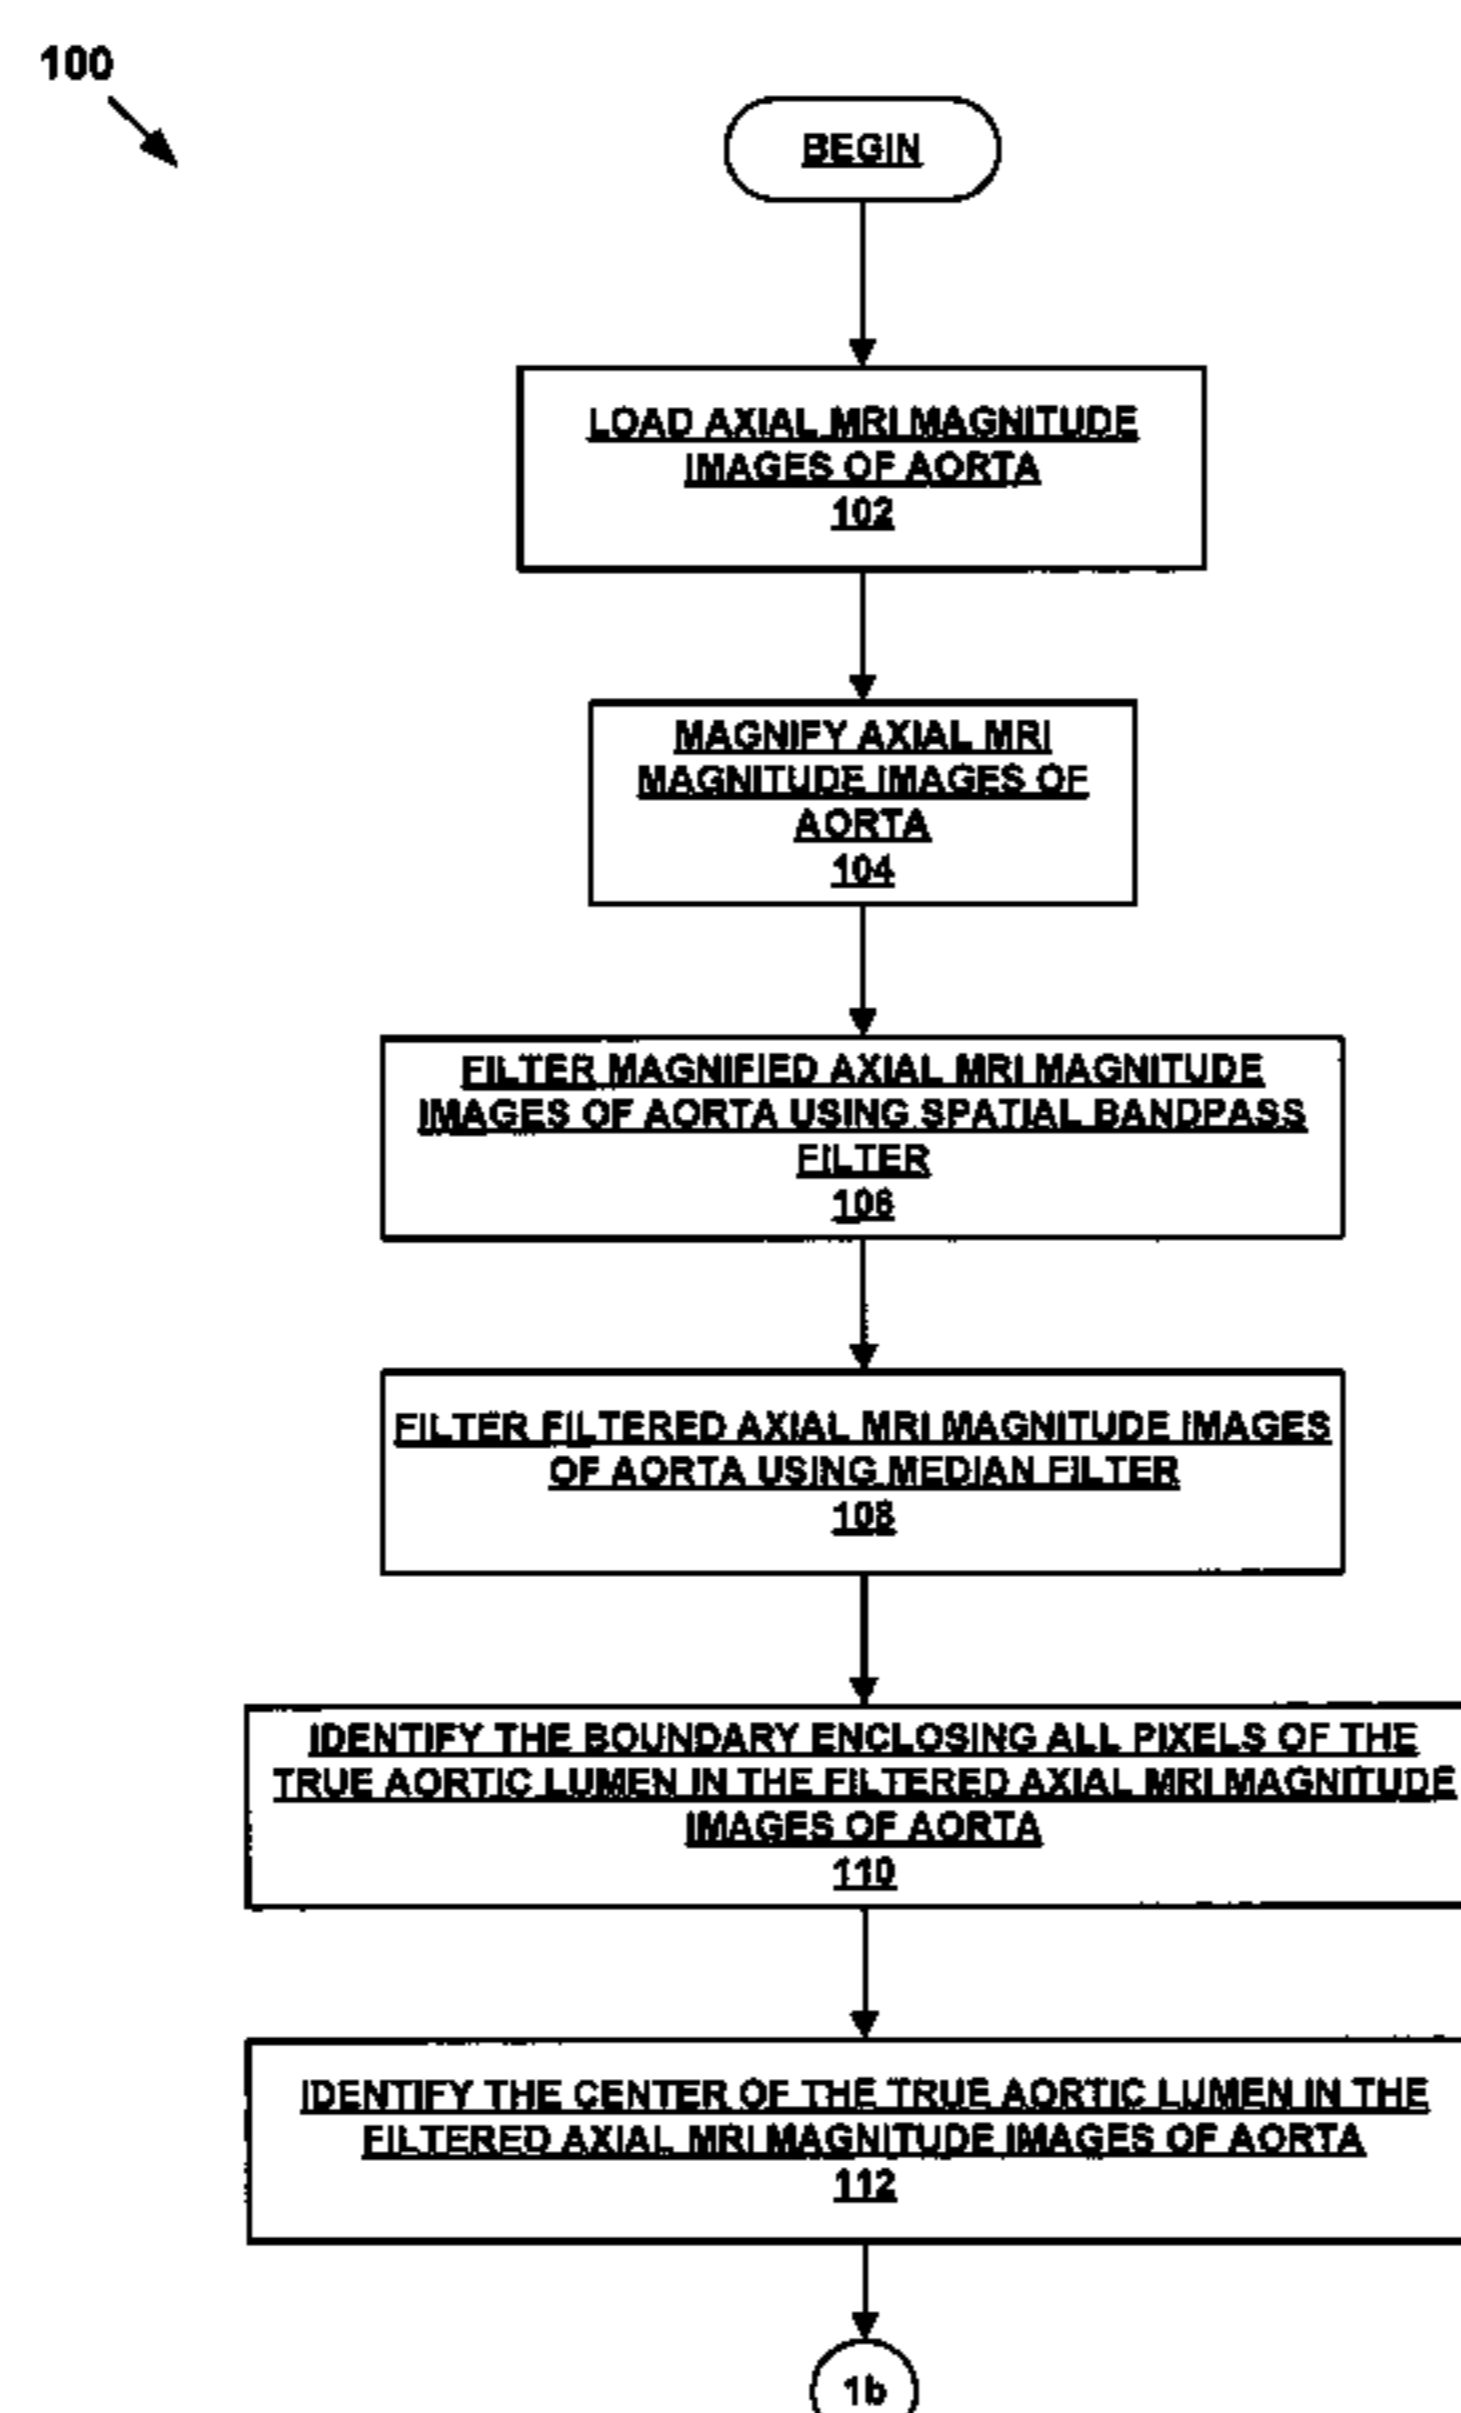 100
BEGIN
LOAD AXIAL MRI MAGNITUDE
IMAGES OF AORTA
102
MAGNIFY AXIAL MRI
MAGNITUDE IMAGES OF
AORTA
104
FILTER MAGNIFIED AXIAL MRI MAGNITUDE
IMAGES OF AORTA USING SPATIAL BANDPASS
FILTER
106
FILTER FILTERED AXIAL MRI MAGNITUDE IMAGES
OF AORTA USING MEDIAN FILTER
108
IDENTIFY THE BOUNDARY ENCLOSING ALL PIXELS OF THE
TRUE AORTIC LUMEN IN THE FILTERED AXIAL MRI MAGNITUDE
IMAGES OF AORTA
110
IDENTIFY THE CENTER OF THE TRUE AORTIC LUMEN IN THE
FILTERED AXIAL MRI MAGNITUDE IMAGES OF AORTA
112
1b